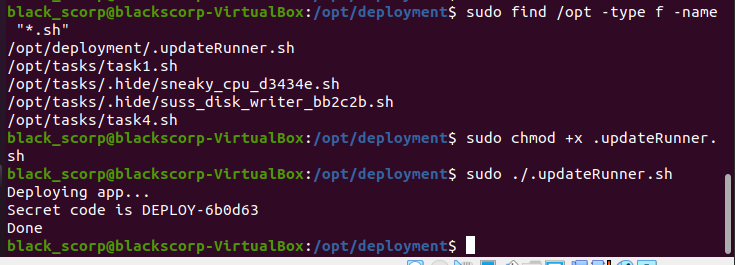 black_scorp@blackscorp-VirtualBox:/opt/deployment$ sudo find /opt -type f -name
 "*.sh"
/opt/deployment/.updateRunner.sh
/opt/tasks/task1.sh
/opt/tasks/.hide/sneaky_cpu_d3434e.sh
/opt/tasks/.hide/suss_disk_writer_bb2c2b.sh
/opt/tasks/task4.sh
black_scorp@blackscorp-VirtualBox:/opt/deployment$ sudo chmod +x .updateRunner.
sh
black_scorp@blackscorp-VirtualBox:/opt/deployment$ sudo ./.updateRunner.sh
Deploying app...
Secret code is DEPLOY-6b0d63
Done
black_scorp@blackscorp-VirtualBox:/opt/deployment$